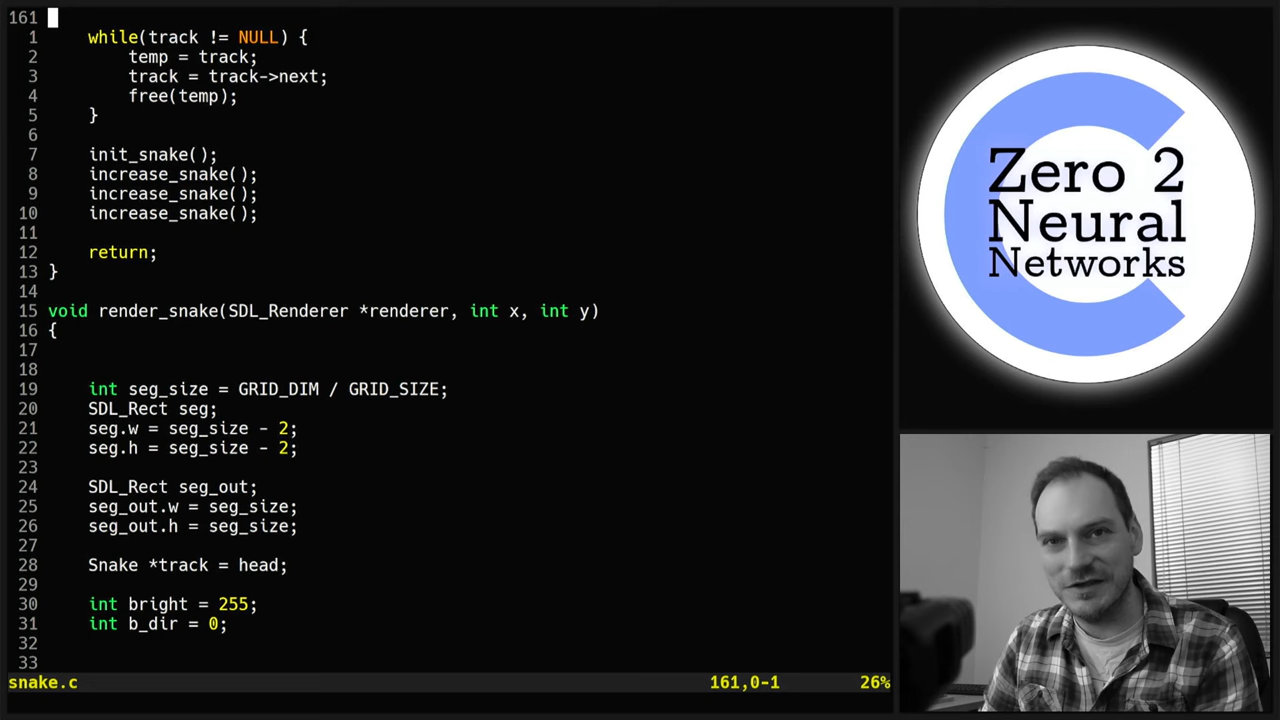 161
1 while(track != NULL) {
2 temp = track;
3 track = track->next;
4 free(temp);
5 }
6
7 init_snake();
8 increase_snake();
9 increase_snake();
10 increase_snake();
11
12 return;
13 }
14
15 void render_snake(SDL_Renderer *renderer, int x, int y)
16 {
17
18
19 int seg_size = GRID_DIM / GRID_SIZE;
20 SDL_Rect seg;
21 seg.w = seg_size - 2;
22 seg.h = seg_size - 2;
23
24 SDL_Rect seg_out;
25 seg_out.w = seg_size;
26 seg_out.h = seg_size;
27
28 Snake *track = head;
29
30 int bright = 255;
31 int b_dir = 0;
32
33
snake.c 161,0-1 26%
Zero 2
Neural
Networks